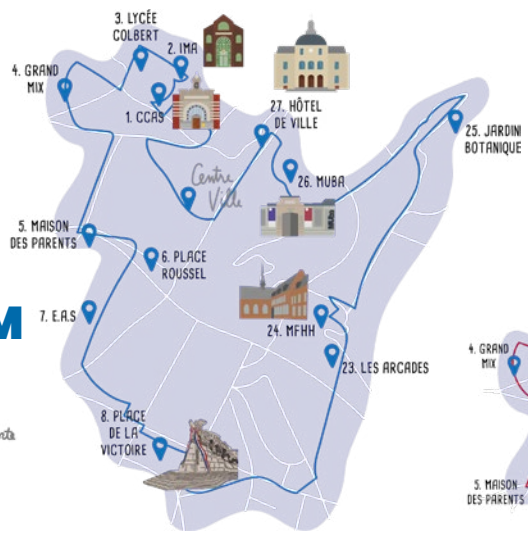 3. LYCÉE
COLBERT
2. IMA
4. GRAND
MIX
1. CCAS
27. HÔTEL
DE VILLE
25. JARDIN
BOTANIQUE
Centre
Ville
26. MUBA
5. MAISON
DES PARENTS
6. PLACE
ROUSSEL
7. E.A.S
M
24. MFHH
23. LES ARCADES
8. PLACE
DE LA
VICTOIRE
4. GRAND
MIX
5. MAISON
DES PARENTS